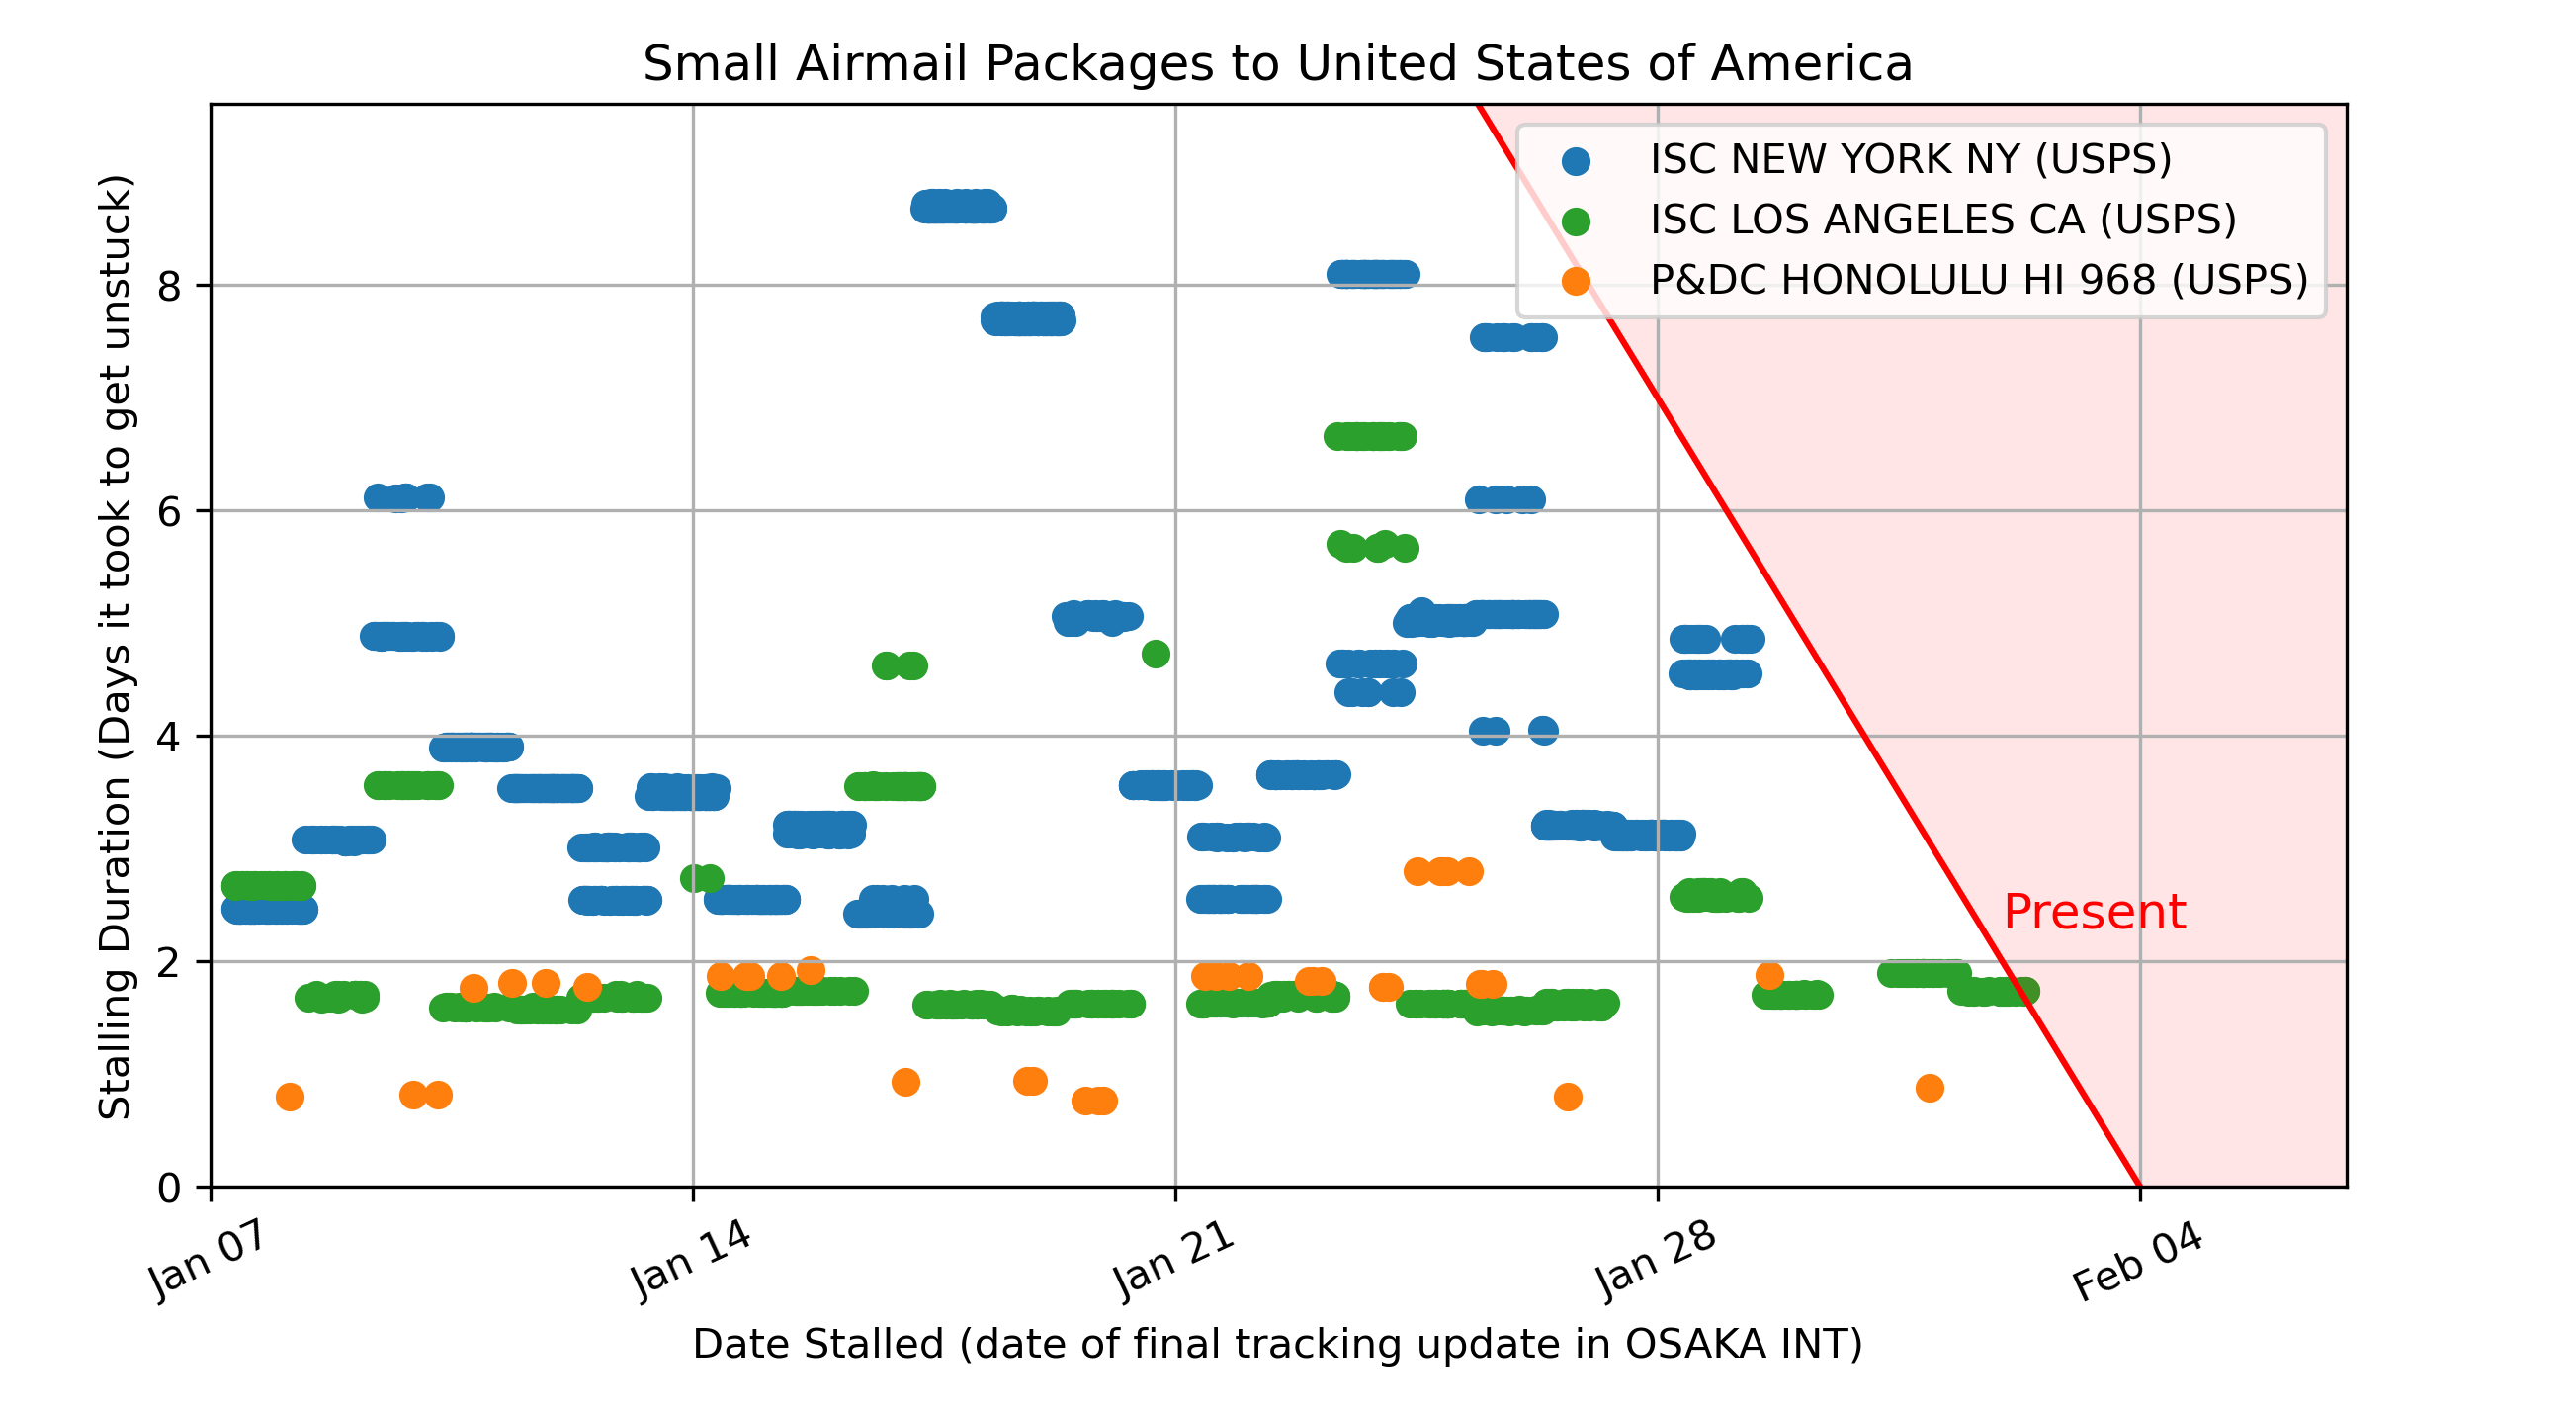 Small Airmail Packages to United States of America
ISC NEW YORK NY (USPS)
ISC LOS ANGELES CA (USPS)
P&DC HONOLULU HI 968 (USPS)
Stalling Duration (Days it took to get unstuck)
8
6
4
2
0
Present
Jan 07
Jan 14
Jan 21
Jan 28
Feb 04
Date Stalled (date of final tracking update in OSAKA INT)